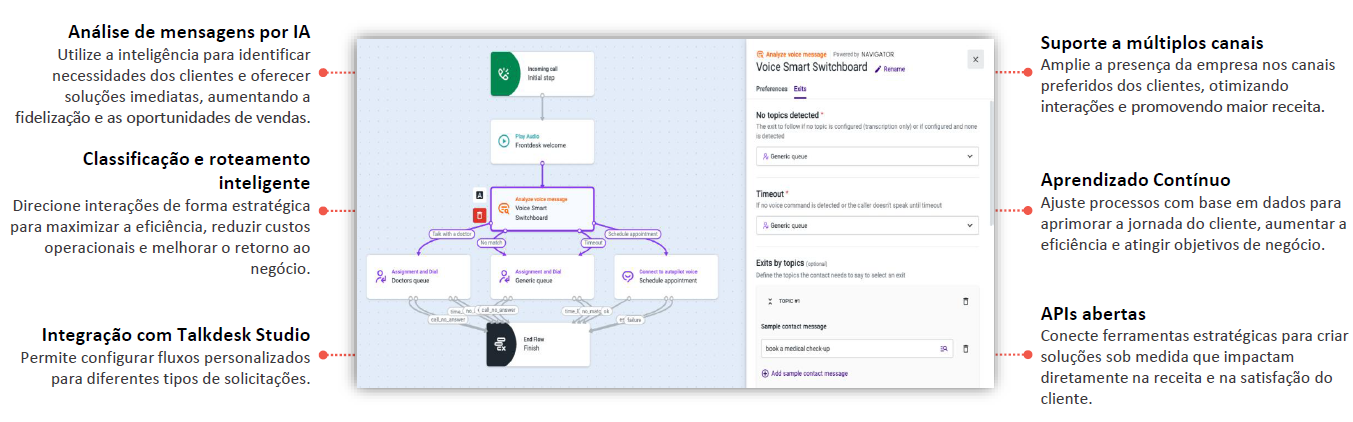 Análise de mensagens por IA
Utilize a inteligência para identificar
necessidades dos clientes e oferecer
soluções imediatas, aumentando a
fidelização e as oportunidades de vendas.
Classificação e roteamento
inteligente
Direcione interações de forma estratégica
para maximizar a eficiência, reduzir custos
operacionais e melhorar o retorno ao
negócio.
Integração com Talkdesk Studio
Permite configurar fluxos personalizados
para diferentes tipos de solicitações.
Incoming call
Initial step
Play Audio
Frontdesk welcome
Analyze voice message
Voice Smart
Switchboard
Talk with a doctor
No match
Timeout
Schedule appointment
Assignment and Dial
Doctors queue
Assignment and Dial
Generic queue
Connect to autopilot voice
Schedule appointment
call_no_answer
call_no_answer
no_matc
ok
failure
End Flow
Finish
Analyze voice message Powered by NAVIGATOR
Voice Smart Switchboard Rename
Preferences Exits
No topics detected *
The exit to follow if no topic is configured (transcription only) or if configured and none
is detected
Generic queue
Timeout *
If no voice command is detected or the caller doesn't speak until timeout
Generic queue
Exits by topics (optional)
Define the topics the contact needs to say to select an exit
TOPIC #1
Sample contact message
book a medical check-up
Add sample contact message
Suporte a múltiplos canais
Amplie a presença da empresa nos canais
preferidos dos clientes, otimizando
interações e promovendo maior receita.
Aprendizado Contínuo
Ajuste processos com base em dados para
aprimorar a jornada do cliente, aumentar a
eficiência e atingir objetivos de negócio.
APIs abertas
Conecte ferramentas estratégicas para criar
soluções sob medida que impactam
diretamente na receita e na satisfação do
cliente.